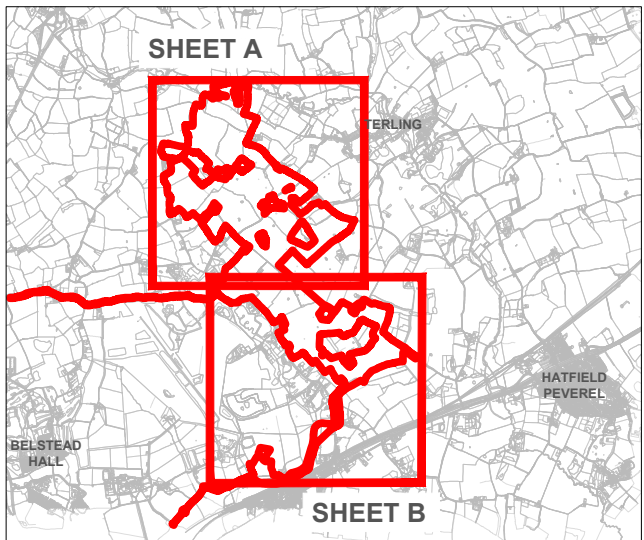 SHEET A
TERLING
HATFIELD
PEVEREL
BELSTEAD
HALL
SHEET B